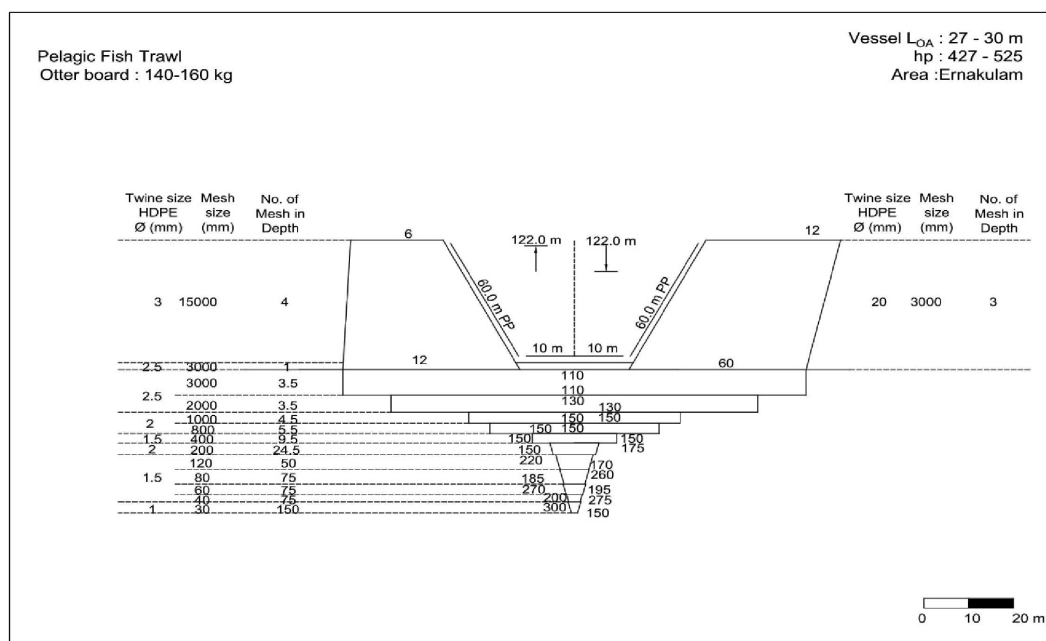 Pelagic Fish Trawl
Otter board : 140-160 kg
Vessel LOA : 27 - 30 m
hp : 427 - 525
Area :Ernakulam
Twine size HDPE Ø (mm)
Mesh size (mm)
No. of Mesh in Depth
Twine size HDPE Ø (mm)
Mesh size (mm)
No. of Mesh in Depth
6
122.0 m
122.0 m
12
60.0 m PP
60.0 m PP
3 15000 4
20 3000 3
10 m
10 m
12
60
2.5 3000 1
110
3000 3.5
110
2.5
130
2000 3.5
130
1000 4.5
150
150
2
800 5.5
150
150
1.5 400 9.5
150
150
2 200 24.5
150
175
120 50
220
170
1.5
80 75
185
260
60 75
270
195
40 75
200
275
1 30 150
300
150
0 10 20 m